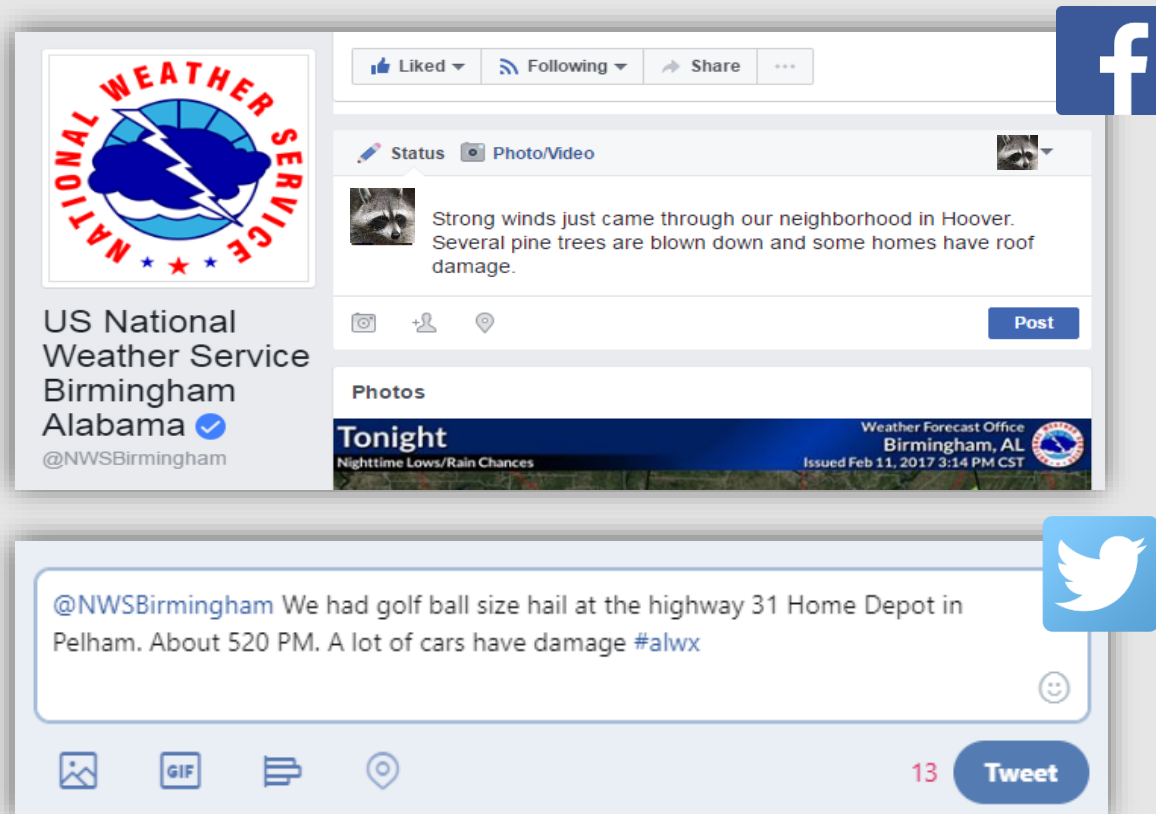 NATIONAL WEATHER SERVICE
US National
Weather Service
Birmingham
Alabama
@NWSBirmingham
Liked
Following
Share
Status
Photo/Video
Strong winds just came through our neighborhood in Hoover.
Several pine trees are blown down and some homes have roof
damage.
Post
Photos
Tonight
Nighttime Lows/Rain Chances
Weather Forecast Office
Birmingham, AL
Issued Feb 11, 2017 3:14 PM CST
@NWSBirmingham We had golf ball size hail at the highway 31 Home Depot in
Pelham. About 520 PM. A lot of cars have damage #alwx
GIF
13
Tweet